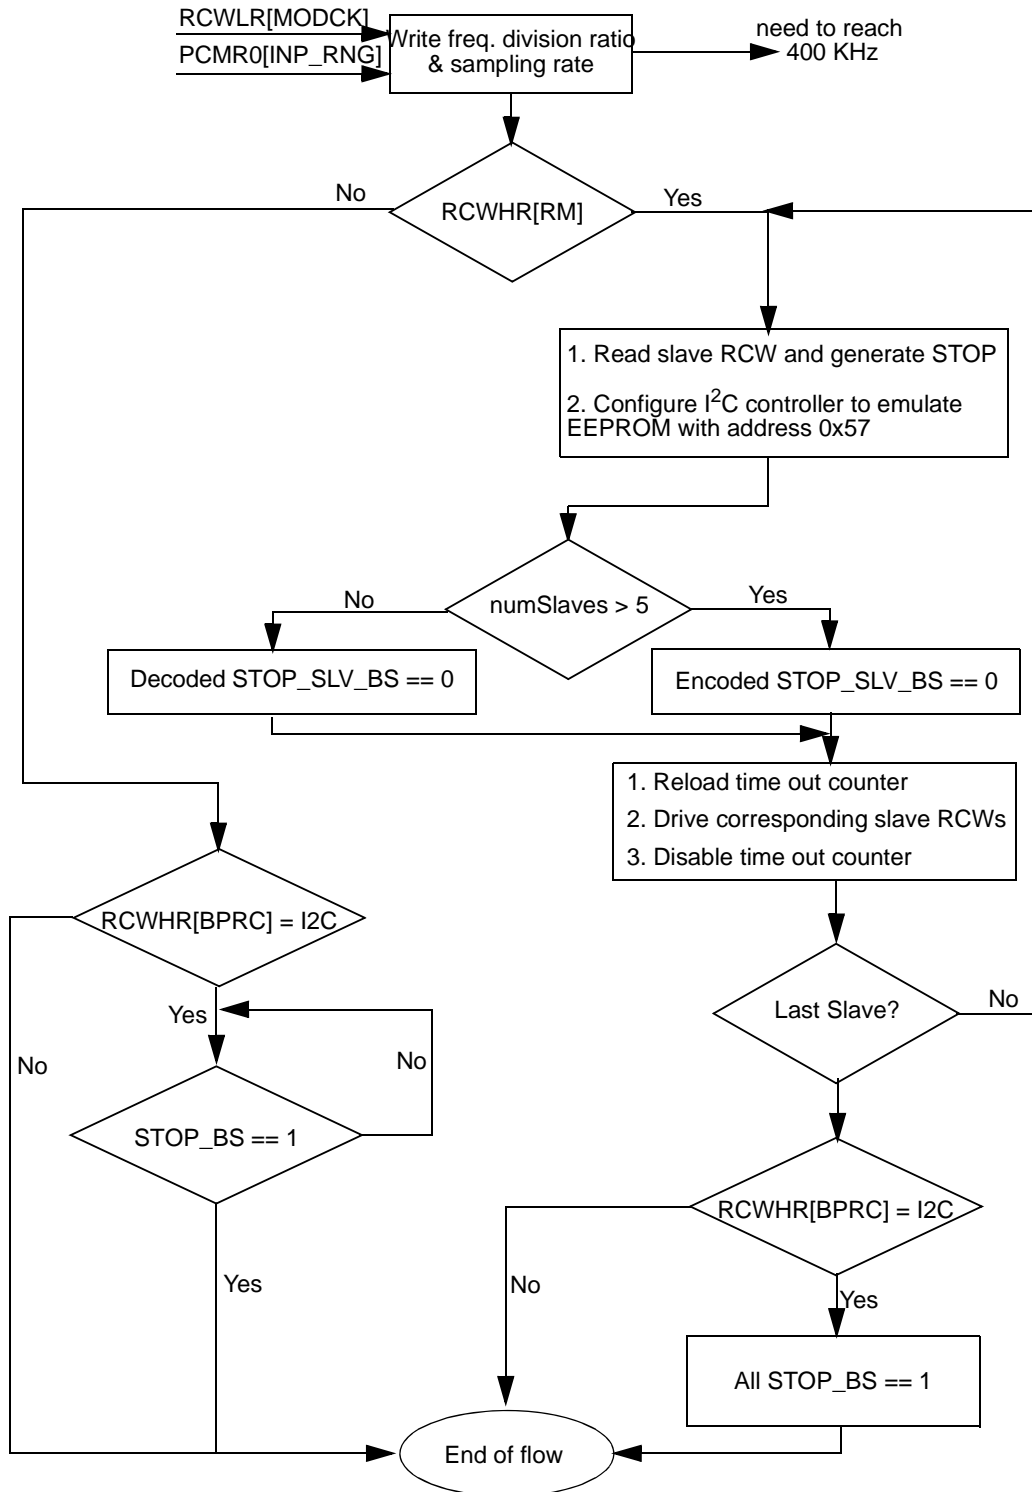 RCWLR[MODCK]
PCMR0[INP_RNG]
Write freq. division ratio
& sampling rate
need to reach
400 KHz
No
RCWHR[RM]
Yes
1. Read slave RCW and generate STOP
2. Configure I²C controller to emulate
EEPROM with address 0x57
No
numSlaves > 5
Yes
Decoded STOP_SLV_BS == 0
Encoded STOP_SLV_BS == 0
1. Reload time out counter
2. Drive corresponding slave RCWs
3. Disable time out counter
RCWHR[BPRC] = I2C
Last Slave?
No
Yes
No
No
STOP_BS == 1
RCWHR[BPRC] = I2C
Yes
No
Yes
All STOP_BS == 1
End of flow